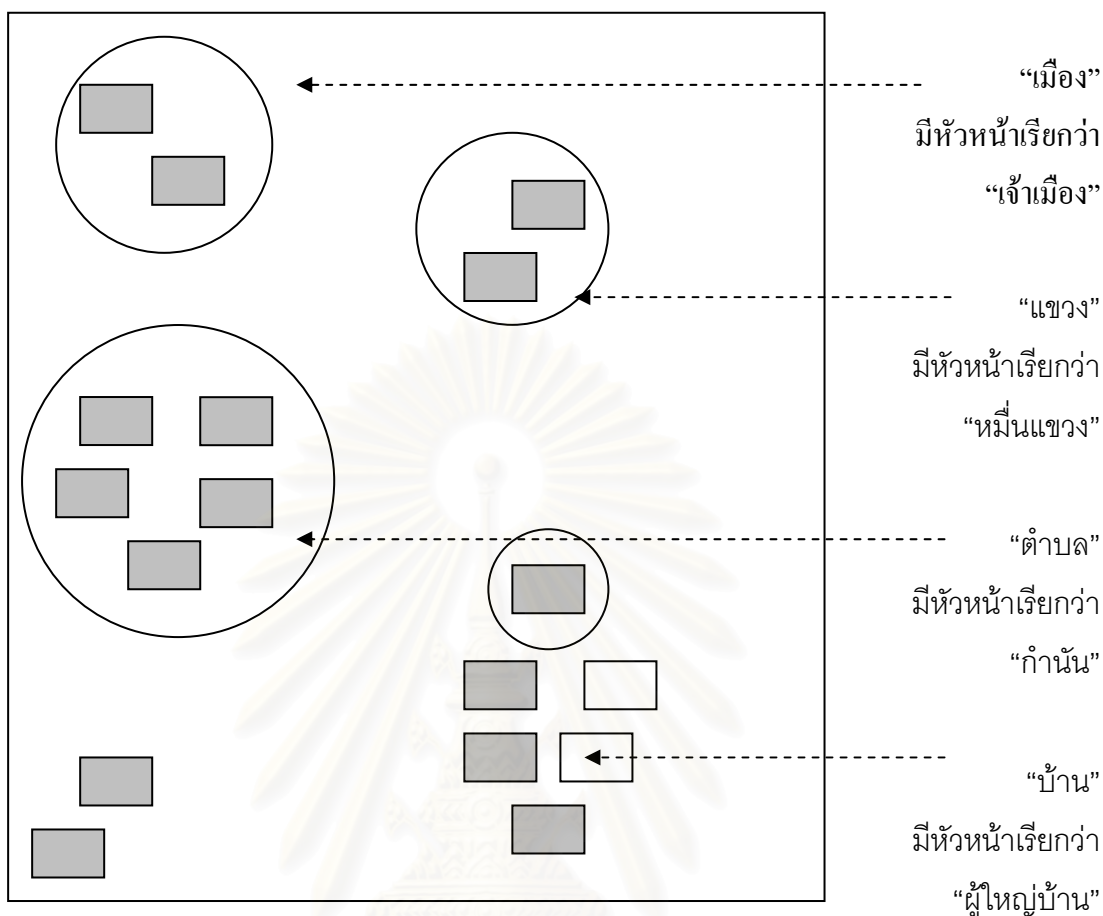 “เมือง”
มีหัวหน้าเรียกว่า
“เจ้าเมือง”
“แขวง”
มีหัวหน้าเรียกว่า
“หมื่นแขวง”
“ตำบล”
มีหัวหน้าเรียกว่า
“กำนัน”
“บ้าน”
มีหัวหน้าเรียกว่า
“ผู้ใหญ่บ้าน”